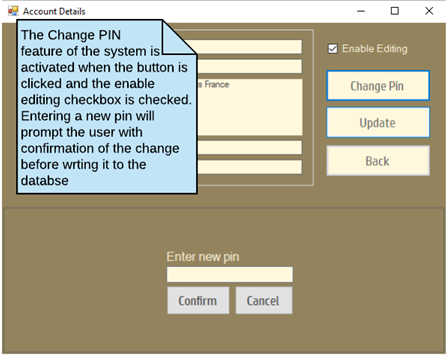 Account Details
The Change PIN
feature of the system is
activated when the button is
clicked and the enable
editing checkbox is checked.
Entering a new pin will
prompt the user with
confirmation of the change
before wrting it to the
databse
France
Enable Editing
Change Pin
Update
Back
Enter new pin
Confirm
Cancel